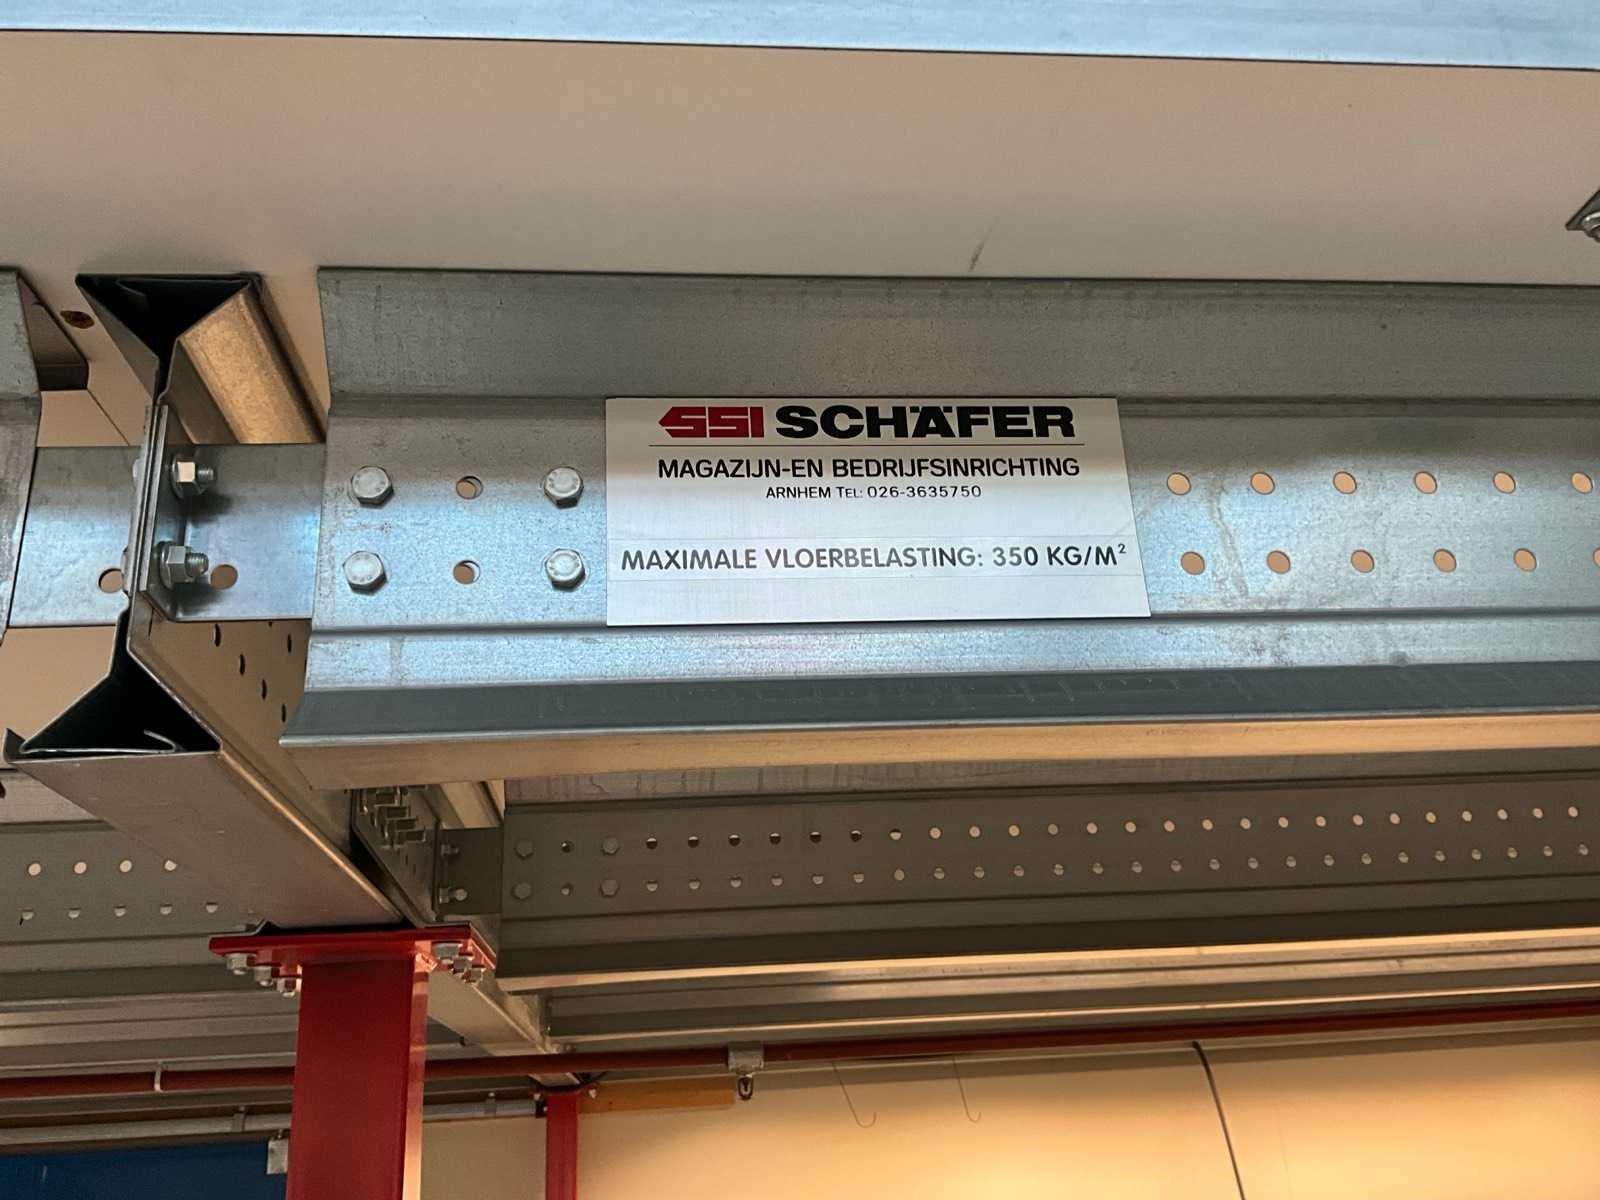 SSI SCHÄFER
MAGAZIJN-EN BEDRIJFSINRICHTING
ARNHEM TEL: 026-3635750
MAXIMALE VLOERBELASTING: 350 KG/M²